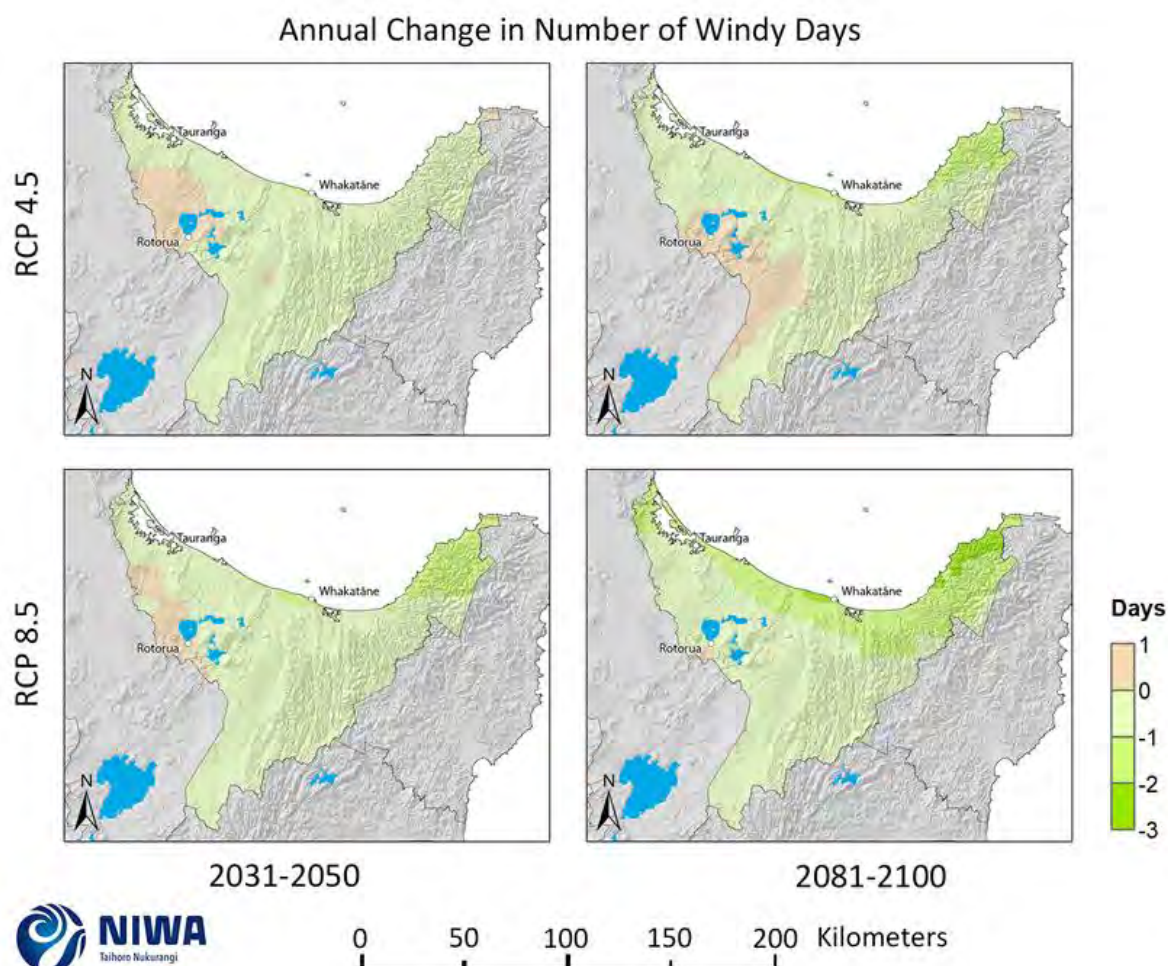 Annual Change in Number of Windy Days
RCP 4.5
Tauranga
Whakatāne
Rotorua
N
Tauranga
Whakatāne
Rotorua
N
RCP 8.5
Tauranga
Whakatāne
Rotorua
N
Tauranga
Whakatāne
Rotorua
N
Days
1
0
-1
-2
-3
2031-2050
2081-2100
NIWA
Taihoro Nukurangi
0 50 100 150 200 Kilometers